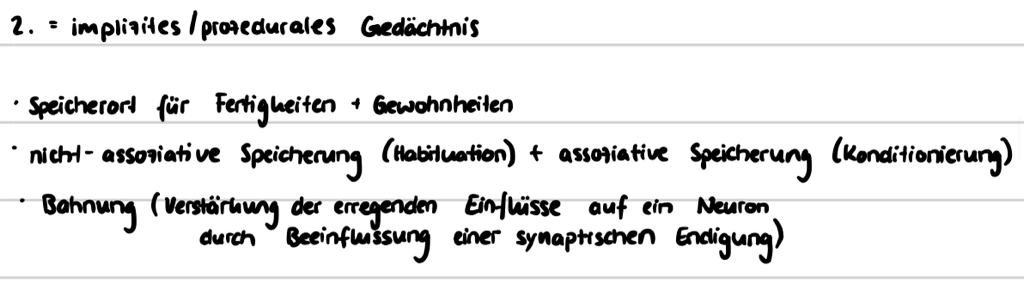 2. = implizites/prozedurales Gedächtnis
· Speicherort für Fertigkeiten + Gewohnheiten
· nicht-assoziative Speicherung (Habituation) + assoziative Speicherung (Konditionierung)
· Bahnung (Verstärkung der erregenden Einflüsse auf ein Neuron
durch Beeinflussung einer synaptischen Endigung)